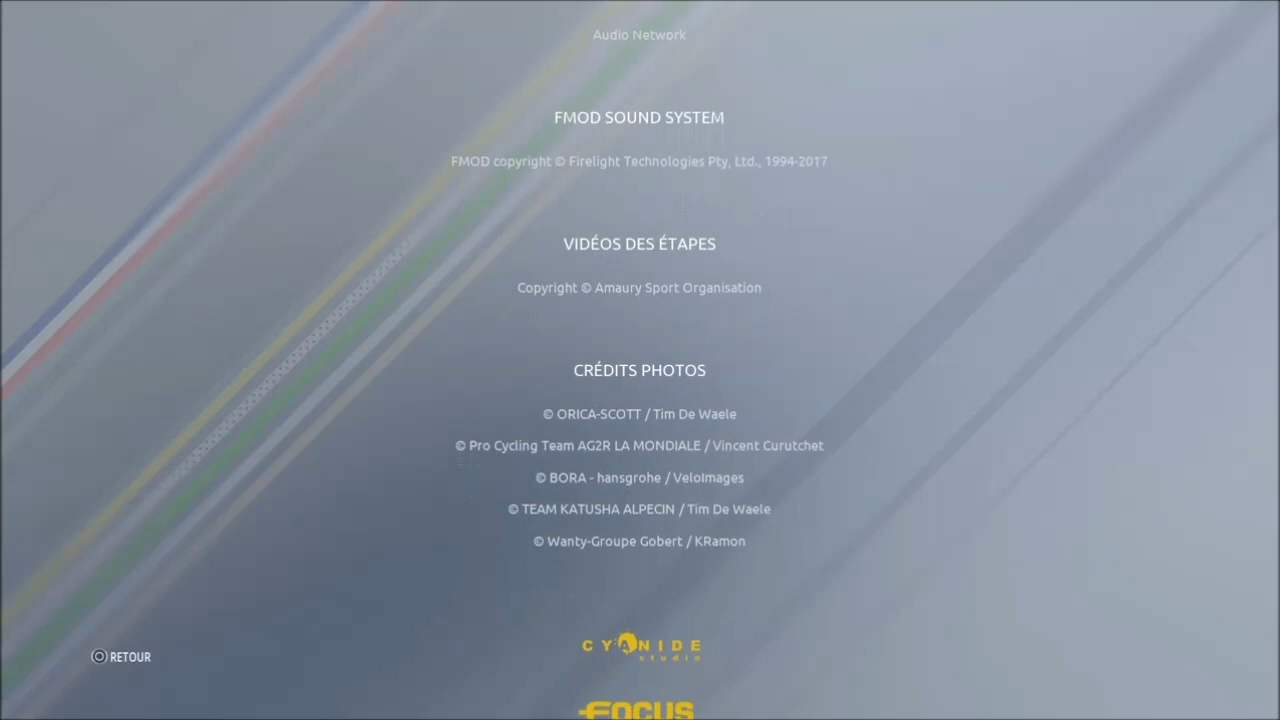 Audio Network
FMOD SOUND SYSTEM
FMOD copyright © Firelight Technologies Pty, Ltd., 1994-2017
VIDÉOS DES ÉTAPES
Copyright © Amaury Sport Organisation
CRÉDITS PHOTOS
© ORICA-SCOTT / Tim De Waele
© Pro Cycling Team AG2R LA MONDIALE / Vincent Curutchet
© BORA - hansgrohe / VeloImages
© TEAM KATUSHA ALPECIN / Tim De Waele
© Wanty-Groupe Gobert / KRamon
CYANIDE
studio
RETOUR
FOCUS